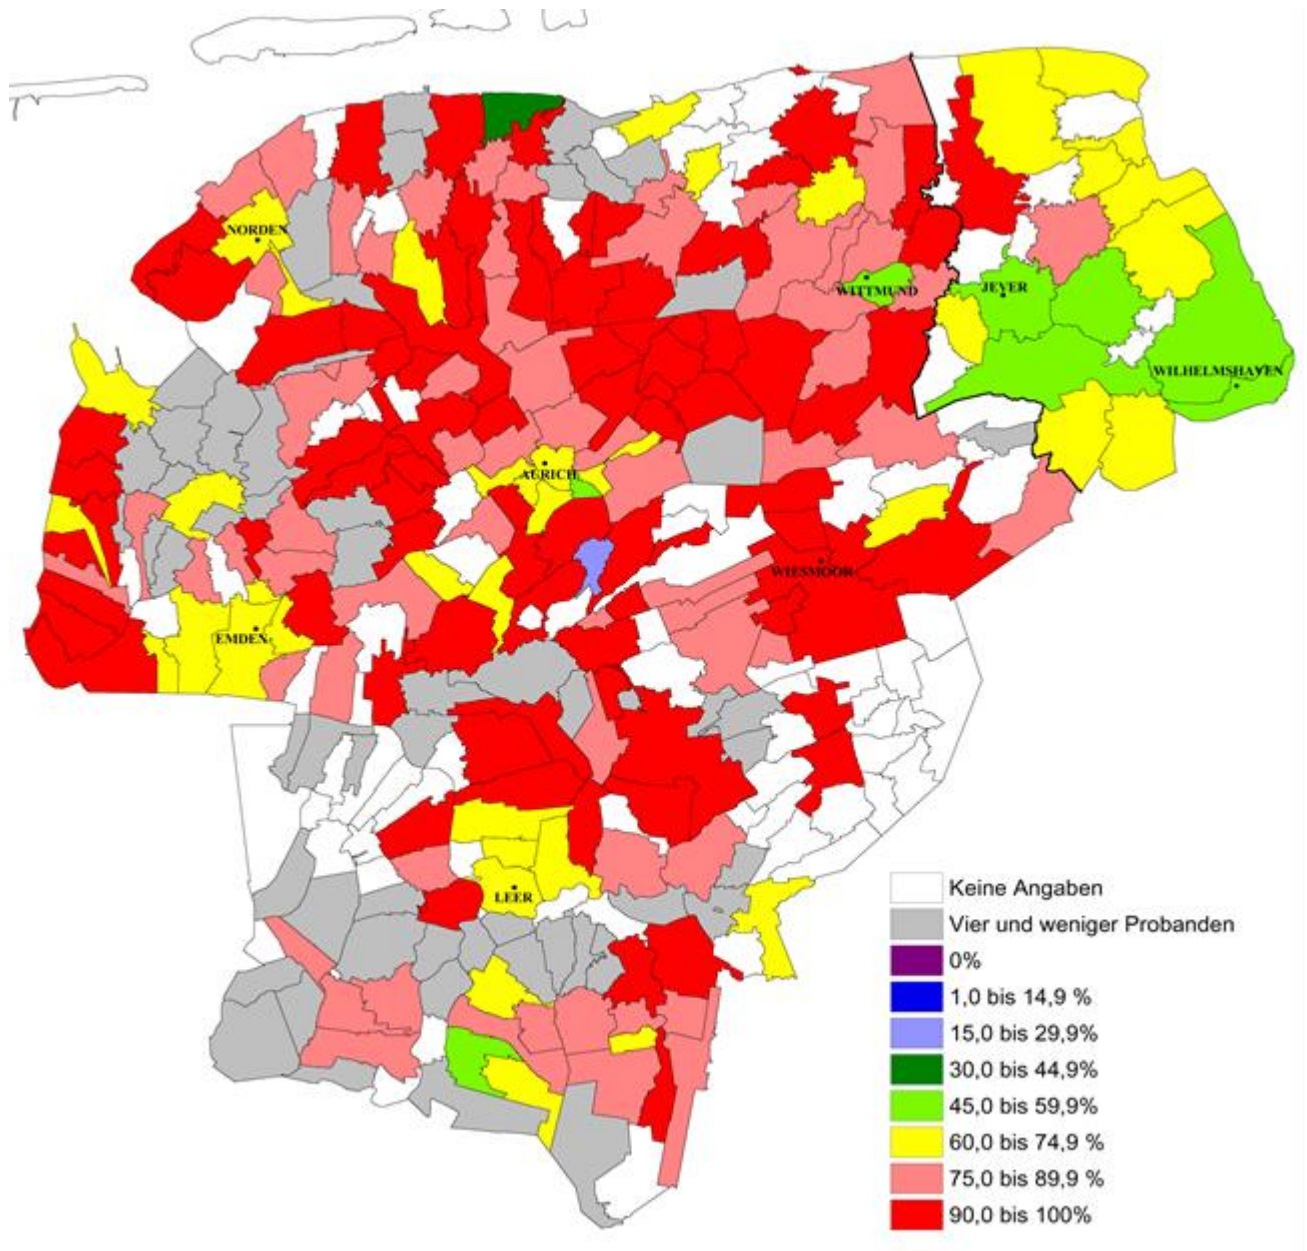 NORDEN
WITTMUND
JEVER
WILHELMSHAVEN
AURICH
WIESMOOR
EMDEN
LEER
Keine Angaben
Vier und weniger Probanden
0%
1,0 bis 14,9 %
15,0 bis 29,9%
30,0 bis 44,9%
45,0 bis 59,9%
60,0 bis 74,9 %
75,0 bis 89,9 %
90,0 bis 100%